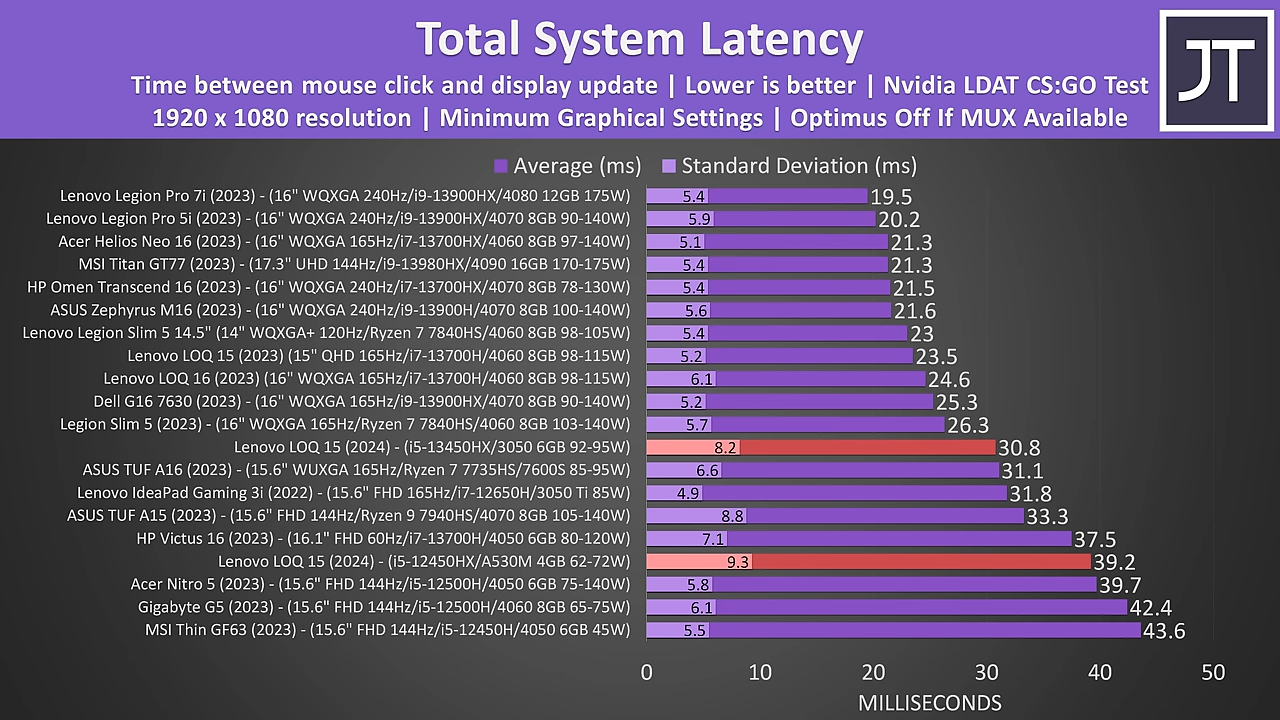 Total System Latency
JT
Time between mouse click and display update | Lower is better | Nvidia LDAT CS:GO Test
1920 x 1080 resolution | Minimum Graphical Settings | Optimus Off If MUX Available
Average (ms) Standard Deviation (ms)
Lenovo Legion Pro 7i (2023) - (16" WQXGA 240Hz/i9-13900HX/4080 12GB 175W) 5.4 19.5
Lenovo Legion Pro 5i (2023) - (16" WQXGA 240Hz/i9-13900HX/4070 8GB 90-140W) 5.9 20.2
Acer Helios Neo 16 (2023) - (16" WQXGA 165Hz/i7-13700HX/4060 8GB 97-140W) 5.1 21.3
MSI Titan GT77 (2023) - (17.3" UHD 144Hz/i9-13980HX/4090 16GB 170-175W) 5.4 21.3
HP Omen Transcend 16 (2023) - (16" WQXGA 240Hz/i7-13700HX/4070 8GB 78-130W) 5.4 21.5
ASUS Zephyrus M16 (2023) - (16" WQXGA 240Hz/i9-13900H/4070 8GB 100-140W) 5.6 21.6
Lenovo Legion Slim 5 14.5" (14" WQXGA+ 120Hz/Ryzen 7 7840HS/4060 8GB 98-105W) 5.4 23
Lenovo LOQ 15 (2023) (15" QHD 165Hz/i7-13700H/4060 8GB 98-115W) 5.2 23.5
Lenovo LOQ 16 (2023) (16" WQXGA 165Hz/i7-13700H/4060 8GB 98-115W) 6.1 24.6
Dell G16 7630 (2023) - (16" WQXGA 165Hz/i9-13900HX/4070 8GB 90-140W) 5.2 25.3
Legion Slim 5 (2023) - (16" WQXGA 165Hz/Ryzen 7 7840HS/4060 8GB 103-140W) 5.7 26.3
Lenovo LOQ 15 (2024) - (i5-13450HX/3050 6GB 92-95W) 8.2 30.8
ASUS TUF A16 (2023) - (15.6" WUXGA 165Hz/Ryzen 7 7735HS/7600S 85-95W) 6.6 31.1
Lenovo IdeaPad Gaming 3i (2022) - (15.6" FHD 165Hz/i7-12650H/3050 Ti 85W) 4.9 31.8
ASUS TUF A15 (2023) - (15.6" FHD 144Hz/Ryzen 9 7940HS/4070 8GB 105-140W) 8.8 33.3
HP Victus 16 (2023) - (16.1" FHD 60Hz/i7-13700H/4050 6GB 80-120W) 7.1 37.5
Lenovo LOQ 15 (2024) - (i5-12450HX/A530M 4GB 62-72W) 9.3 39.2
Acer Nitro 5 (2023) - (15.6" FHD 144Hz/i5-12500H/4050 6GB 75-140W) 5.8 39.7
Gigabyte G5 (2023) - (15.6" FHD 144Hz/i5-12500H/4060 8GB 65-75W) 6.1 42.4
MSI Thin GF63 (2023) - (15.6" FHD 144Hz/i5-12450H/4050 6GB 45W) 5.5 43.6
0 10 20 30 40 50
MILLISECONDS